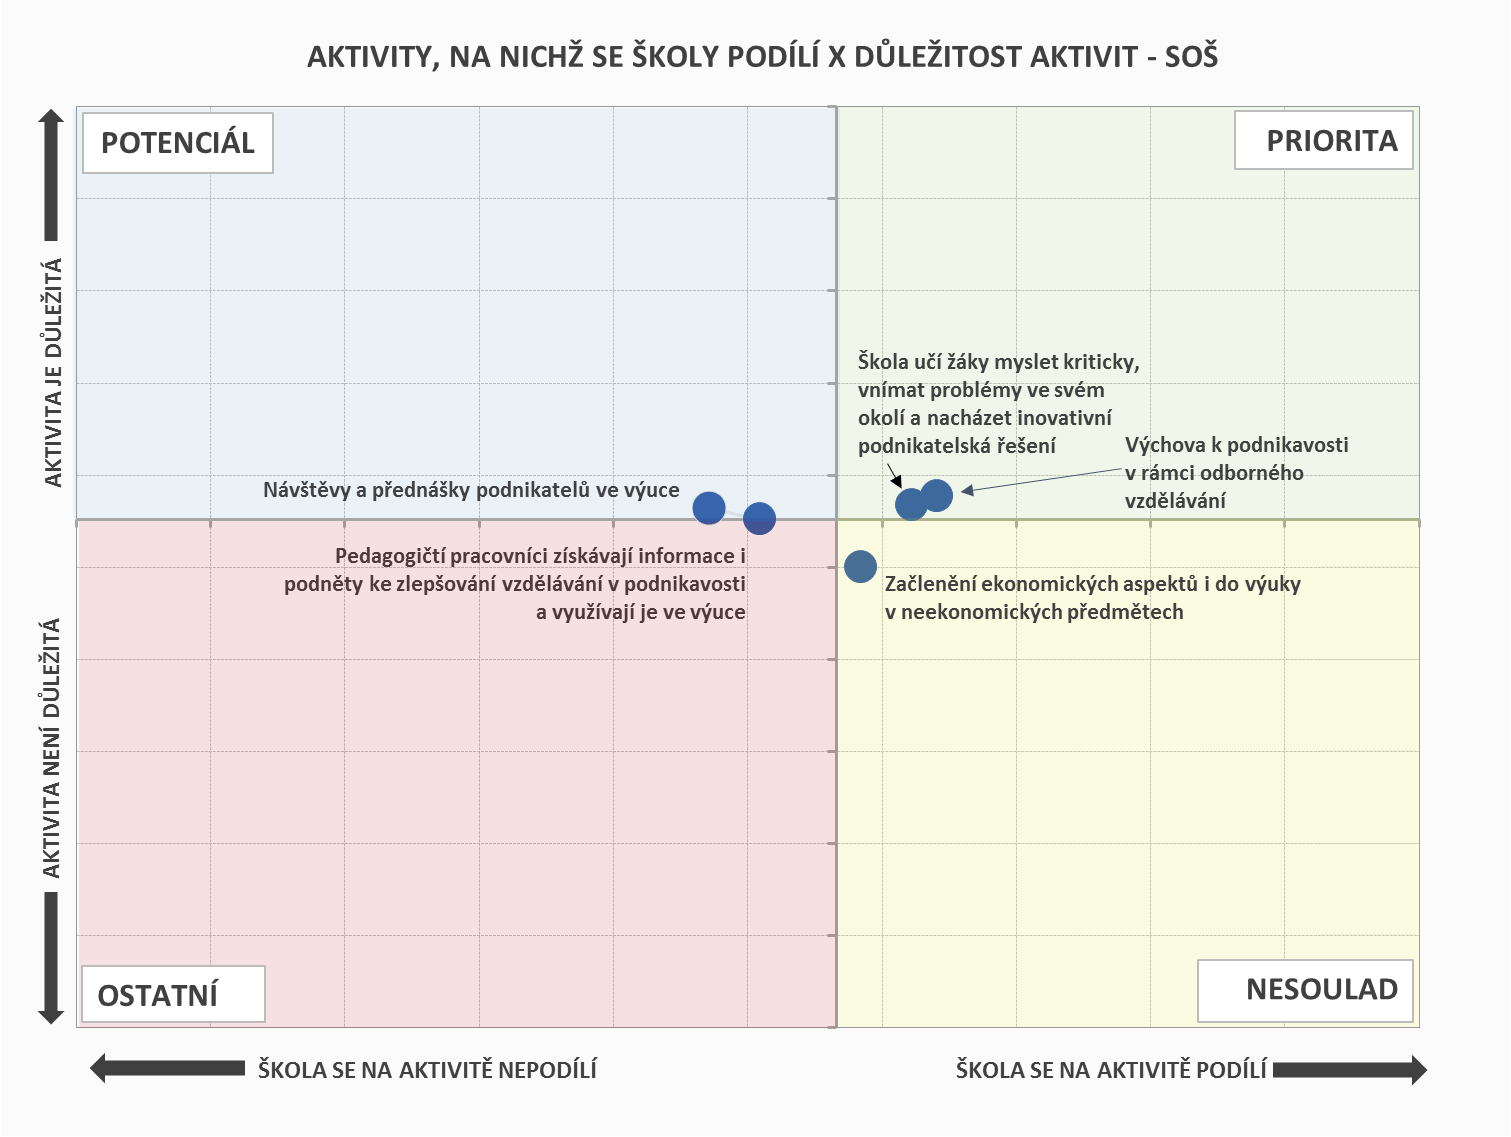 AKTIVITY, NA NICHŽ SE ŠKOLY PODÍLÍ X DŮLEŽITOST AKTIVIT - SOŠ
POTENCIÁL
PRIORITA
AKTIVITA JE DŮLEŽITÁ
Škola učí žáky myslet kriticky,
vnímat problémy ve svém
okolí a nacházet inovativní
podnikatelská řešení
Výchova k podnikavosti
v rámci odborného
vzdělávání
Návštěvy a přednášky podnikatelů ve výuce
Pedagogičtí pracovníci získávají informace i
podněty ke zlepšování vzdělávání v podnikavosti
a využívají je ve výuce
Začlenění ekonomických aspektů i do výuky
v neekonomických předmětech
AKTIVITA NENÍ DŮLEŽITÁ
OSTATNÍ
NESOULAD
ŠKOLA SE NA AKTIVITĚ NEPODÍLÍ
ŠKOLA SE NA AKTIVITĚ PODÍLÍ